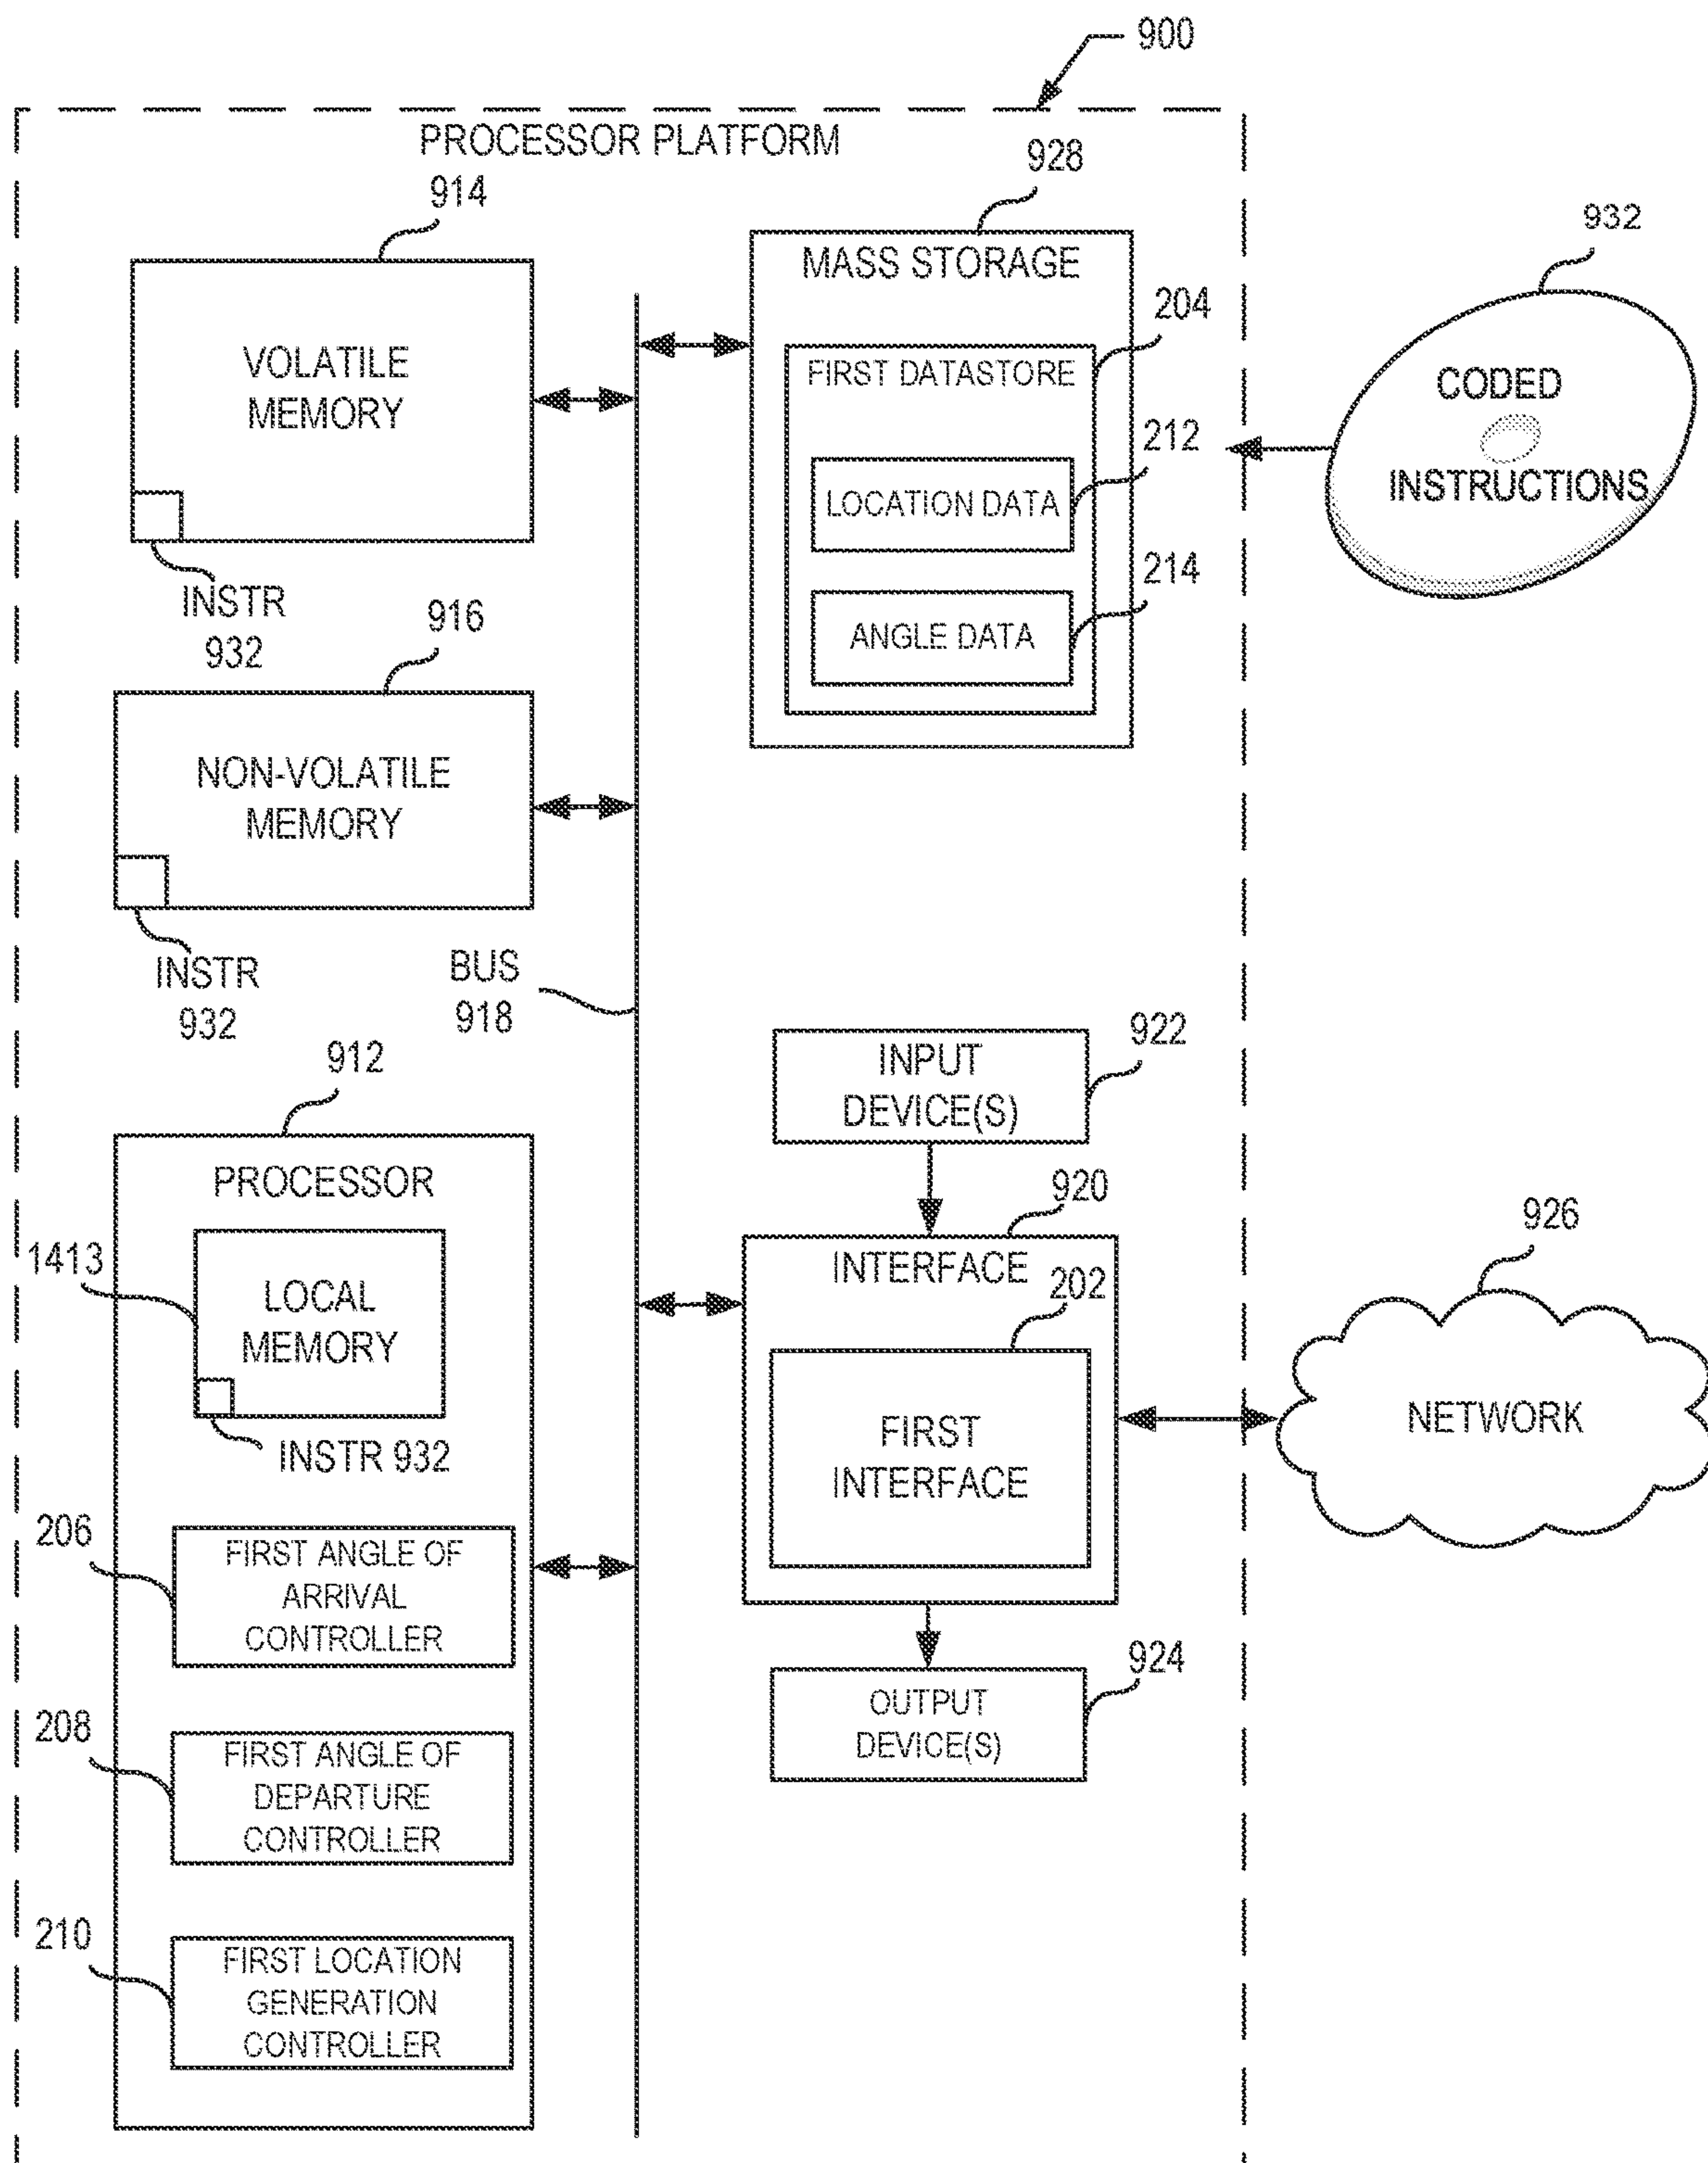 900
PROCESSOR PLATFORM
914
928
932
VOLATILE
MEMORY
INSTR
932
MASS STORAGE
204
FIRST DATASTORE
212
LOCATION DATA
214
ANGLE DATA
CODED
INSTRUCTIONS
916
NON-VOLATILE
MEMORY
INSTR
932
BUS
918
912
PROCESSOR
1413
LOCAL
MEMORY
INSTR 932
206
FIRST ANGLE OF
ARRIVAL
CONTROLLER
208
FIRST ANGLE OF
DEPARTURE
CONTROLLER
210
FIRST LOCATION
GENERATION
CONTROLLER
922
INPUT
DEVICE(S)
920
INTERFACE
202
FIRST
INTERFACE
924
OUTPUT
DEVICE(S)
926
NETWORK